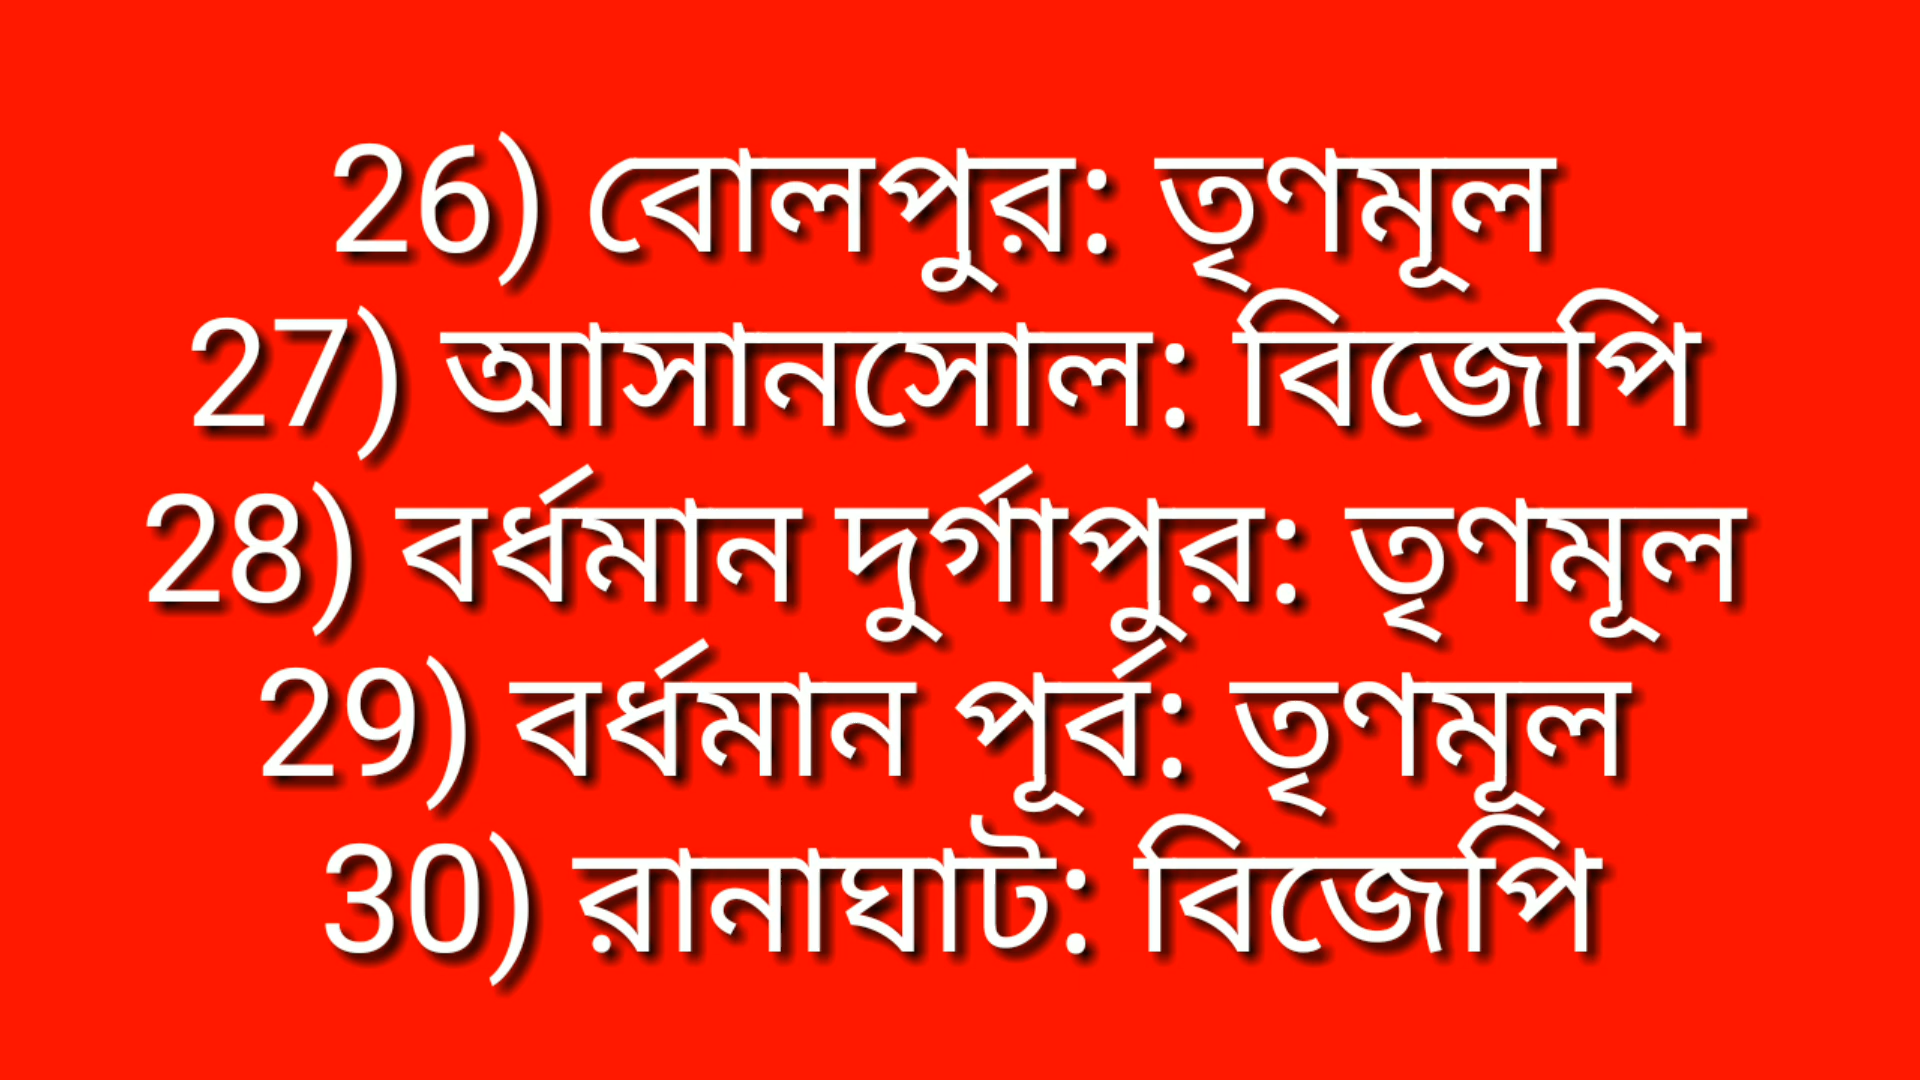 26) বোলপুর: তৃণমূল
27) আসানসোল: বিজেপি
28) বর্ধমান দুর্গাপুর: তৃণমূল
29) বর্ধমান পূর্ব: তৃণমূল
30) রানাঘাট: বিজেপি